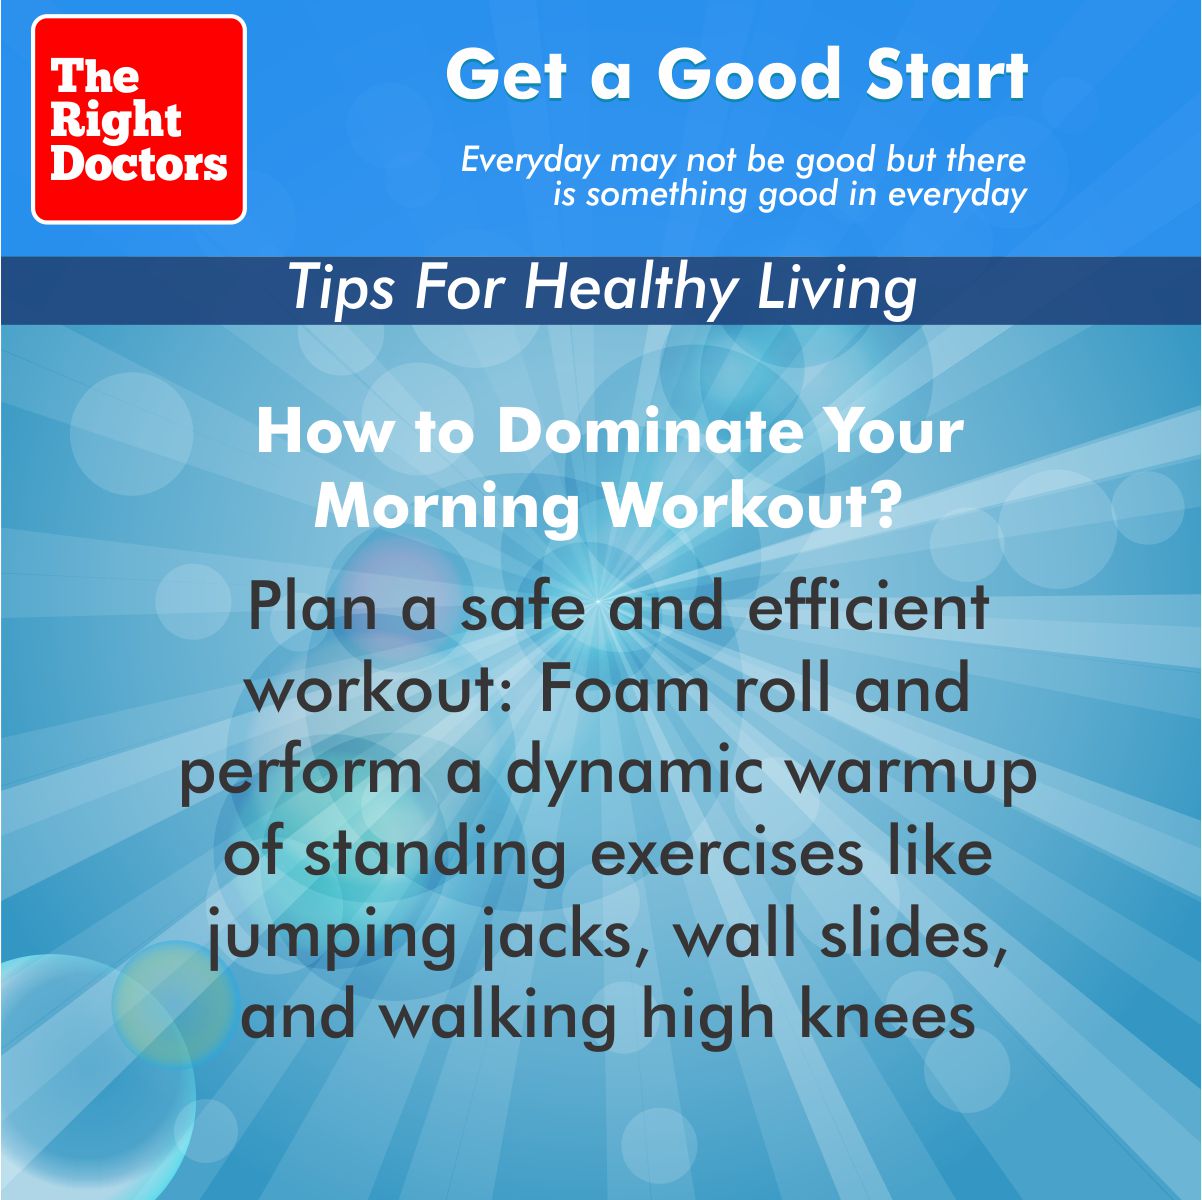 The
Right
Doctors
Get a Good Start
Everyday may not be good but there
is something good in everyday
Tips For Healthy Living
How to Dominate Your
Morning Workout?
Plan a safe and efficient
workout: Foam roll and
perform a dynamic warmup
of standing exercises like
jumping jacks, wall slides,
and walking high knees